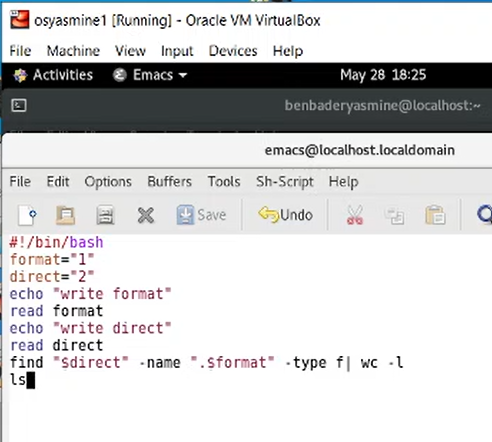 osyasmine1 [Running] - Oracle VM VirtualBox
File Machine View Input Devices Help
Activities Emacs May 28 18:25
benbaderyasmine@localhost:~
emacs@localhost.localdomain
File Edit Options Buffers Tools Sh-Script Help
Save Undo
#!/bin/bash
format="1"
direct="2"
echo "write format"
read format
echo "write direct"
read direct
find "$direct" -name ".$format" -type f| wc -l
ls